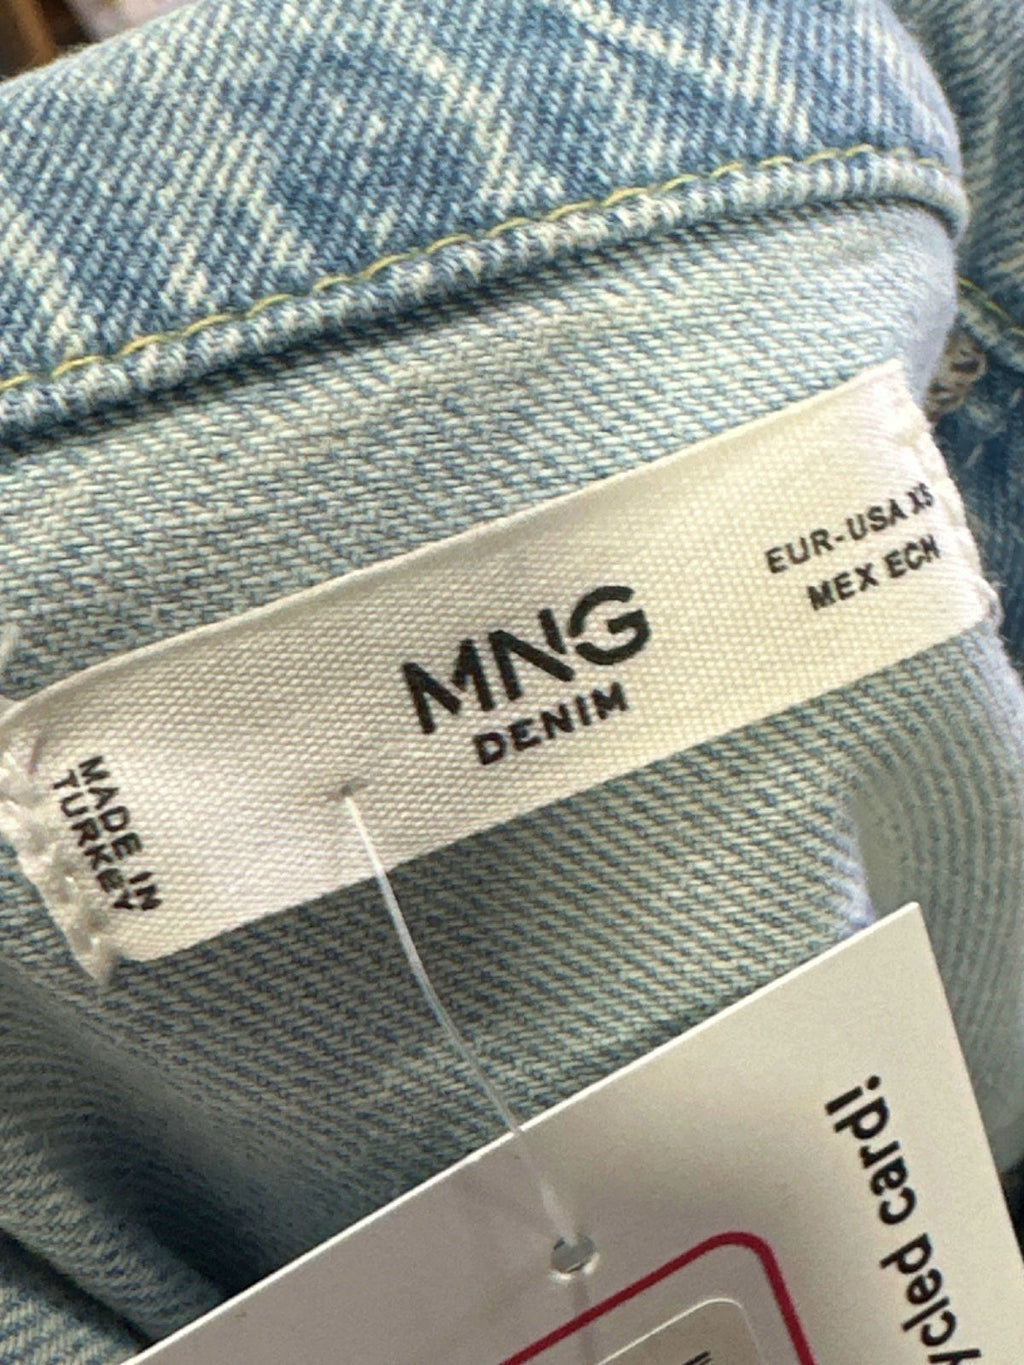 EUR-USA XS
MEX ECH
MNG
DENIM
MADE IN
TURKEY
ycled card!